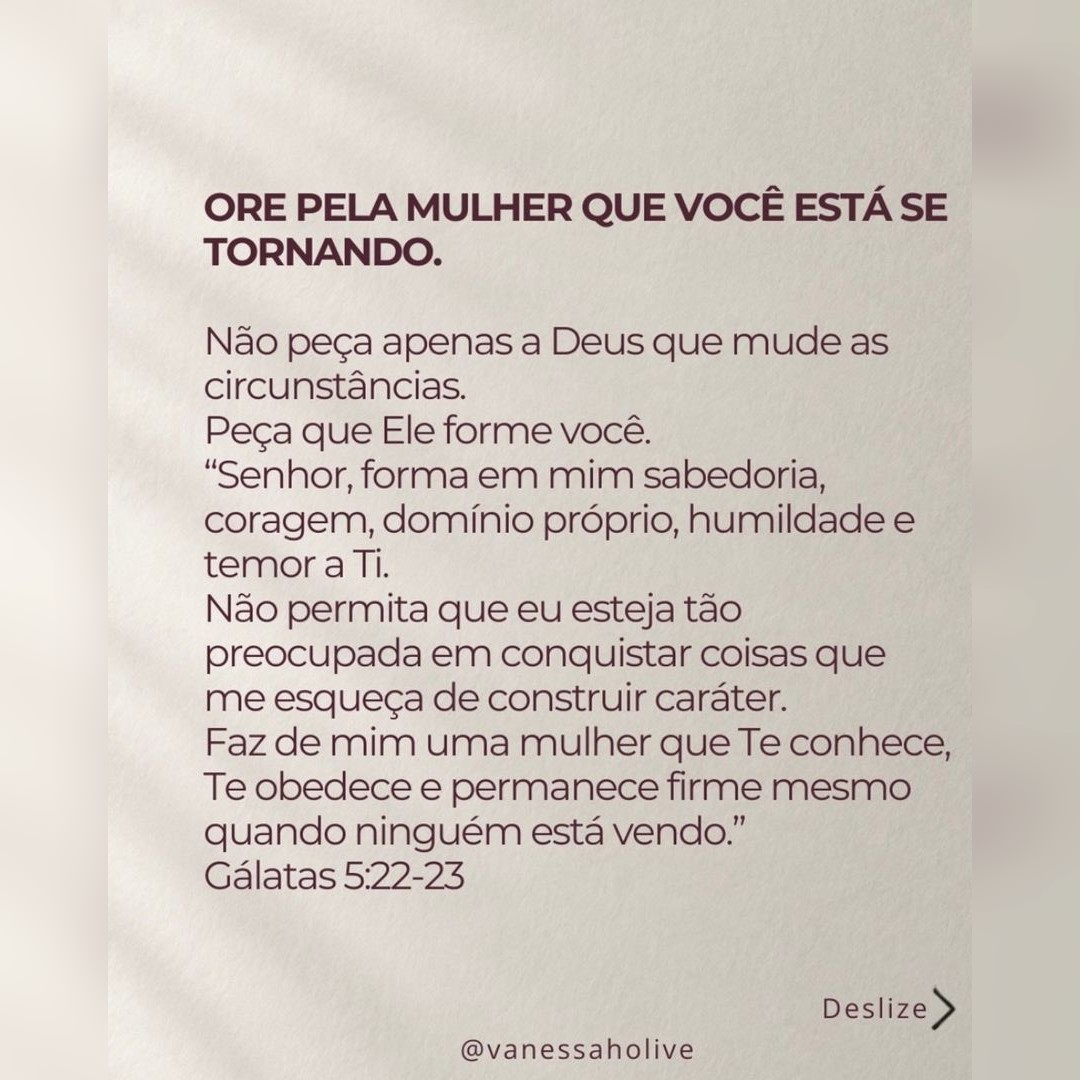 ORE PELA MULHER QUE VOCÊ ESTÁ SE
TORNANDO.
Não peça apenas a Deus que mude as
circunstâncias.
Peça que Ele forme você.
“Senhor, forma em mim sabedoria,
coragem, domínio próprio, humildade e
temor a Ti.
Não permita que eu esteja tão
preocupada em conquistar coisas que
me esqueça de construir caráter.
Faz de mim uma mulher que Te conhece,
Te obedece e permanece firme mesmo
quando ninguém está vendo.”
Gálatas 5:22-23
Deslize
@vanessaholive